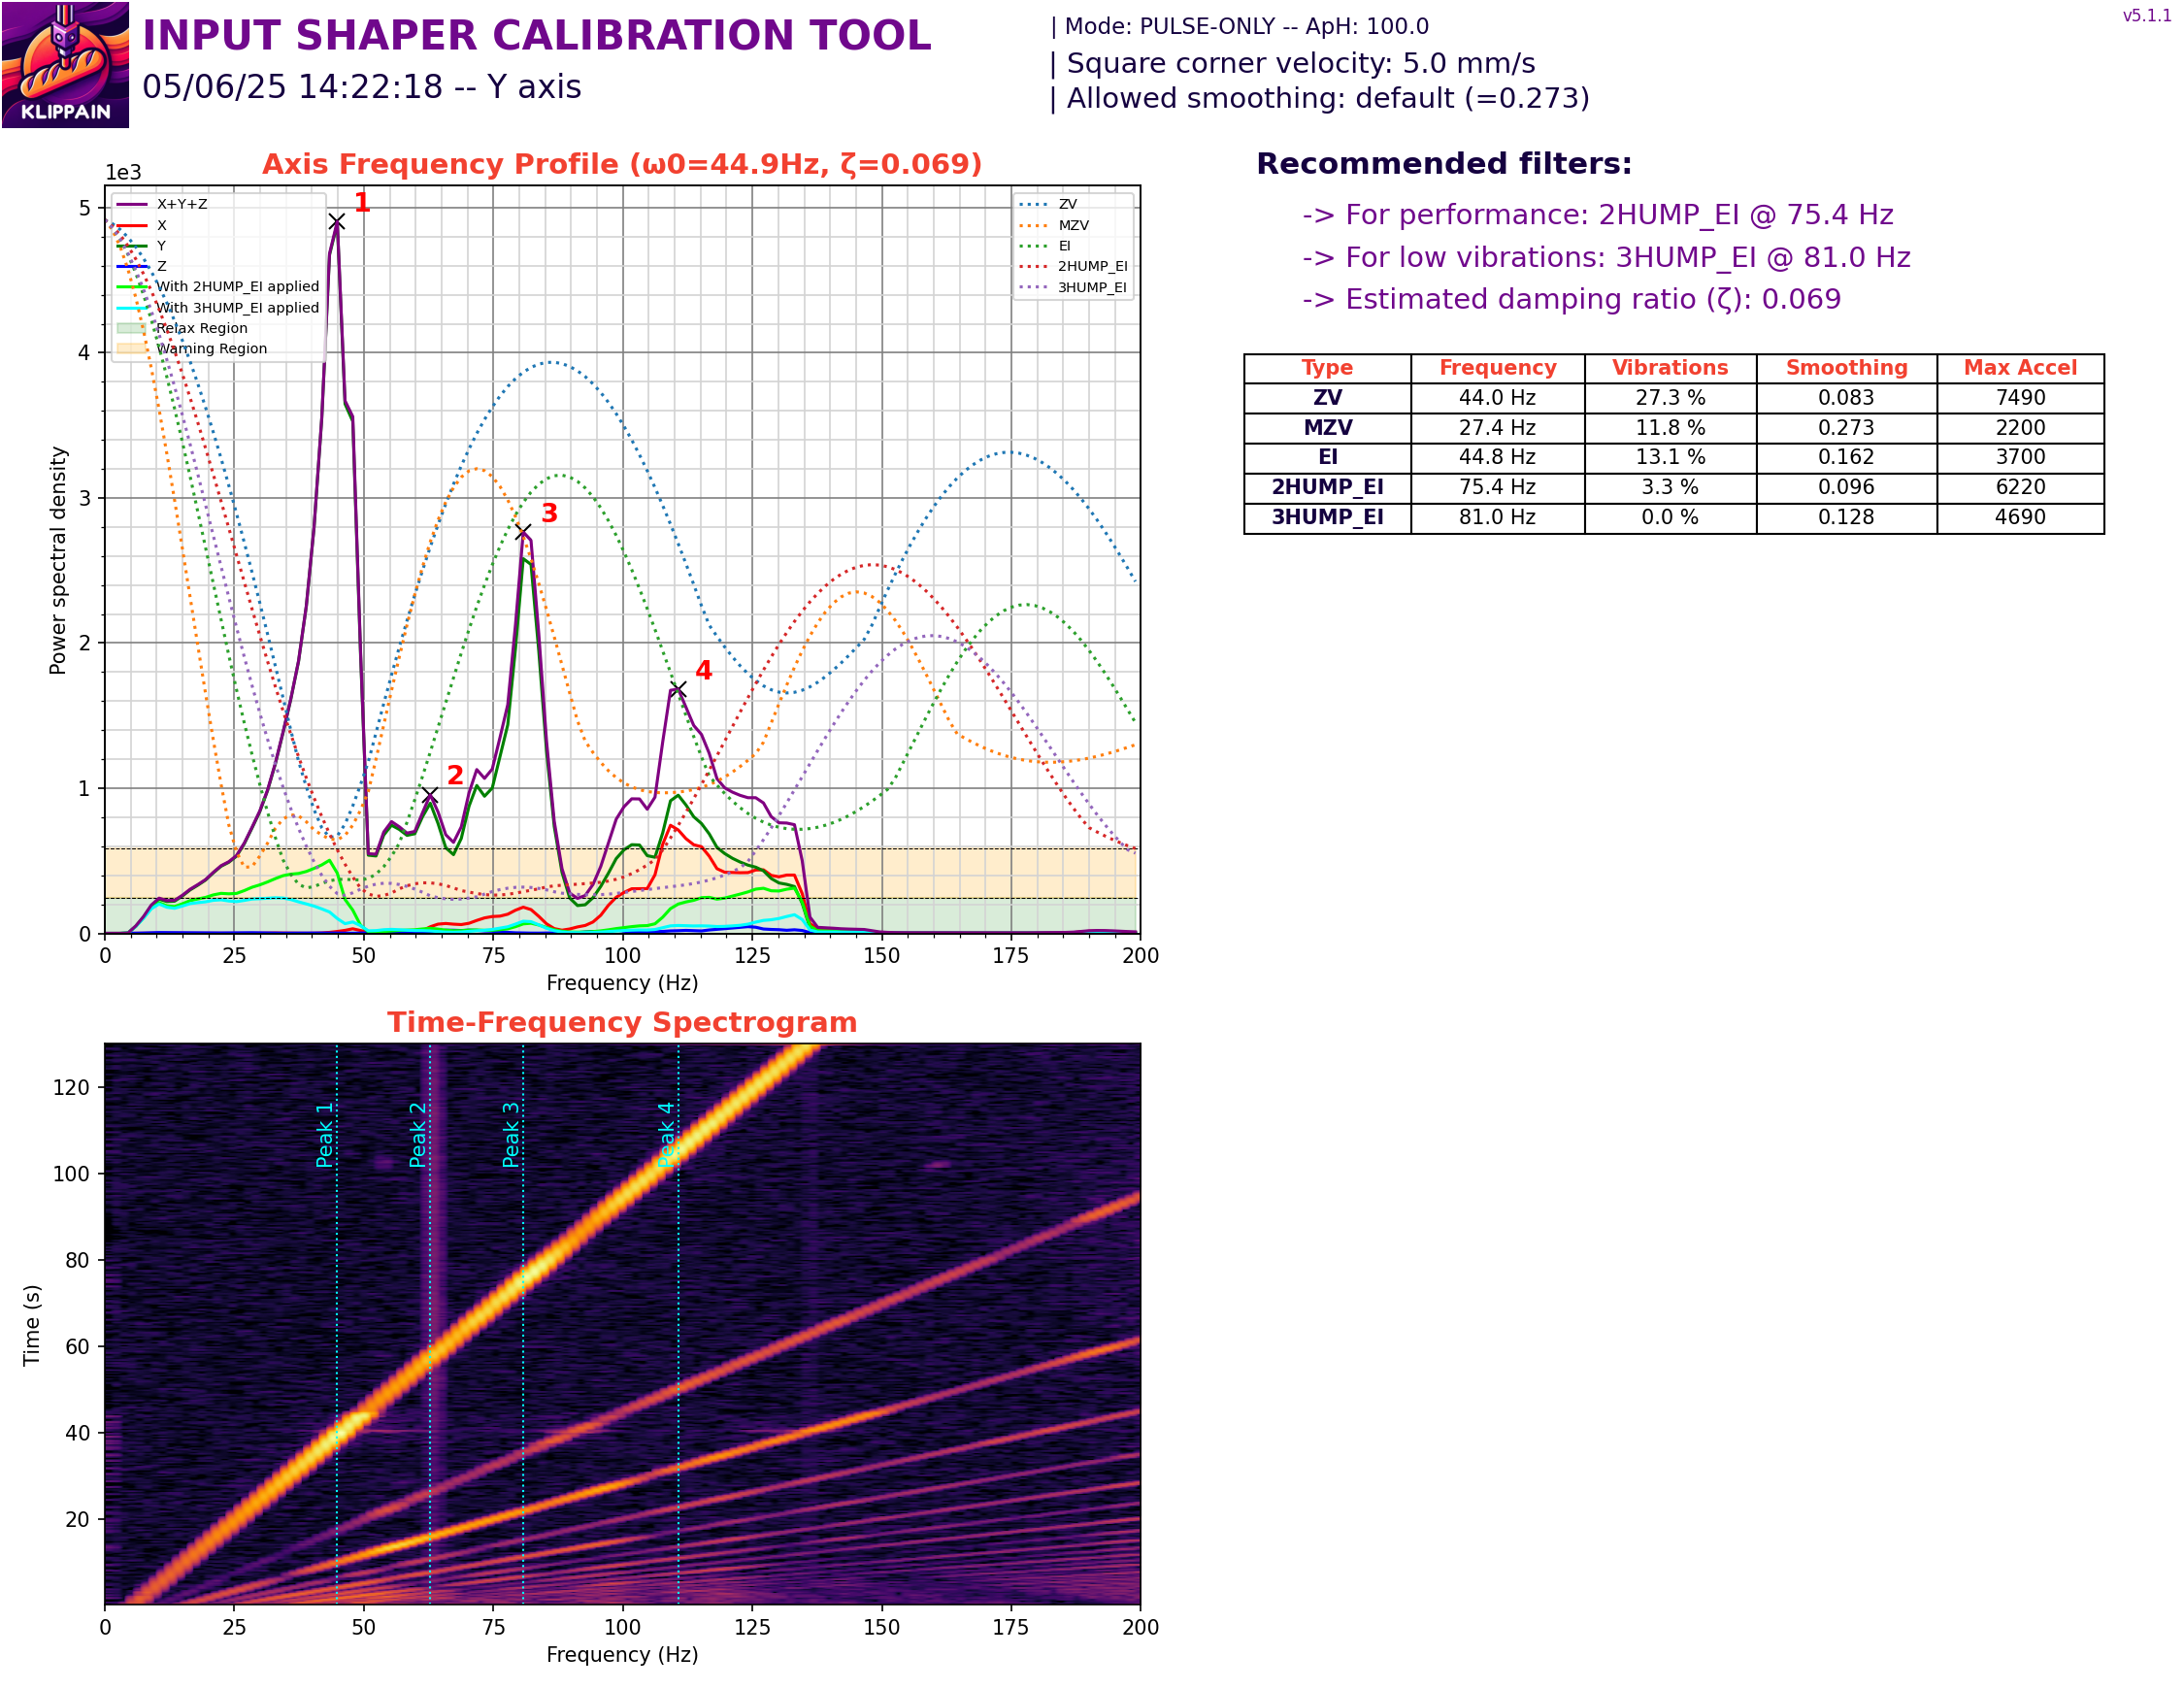 INPUT SHAPER CALIBRATION TOOL
05/06/25 14:22:18 -- Y axis
KLIPPAIN
| Mode: PULSE-ONLY -- ApH: 100.0
| Square corner velocity: 5.0 mm/s
| Allowed smoothing: default (=0.273)
v5.1.1
Axis Frequency Profile (ω0=44.9Hz, ζ=0.069)
1e3
X+Y+Z
X
Y
Z
With 2HUMP_EI applied
With 3HUMP_EI applied
Relax Region
Warning Region
ZV
MZV
EI
2HUMP_EI
3HUMP_EI
1
2
3
4
5
4
3
2
1
0
Power spectral density
0 25 50 75 100 125 150 175 200
Frequency (Hz)
Recommended filters:
-> For performance: 2HUMP_EI @ 75.4 Hz
-> For low vibrations: 3HUMP_EI @ 81.0 Hz
-> Estimated damping ratio (ζ): 0.069
Type Frequency Vibrations Smoothing Max Accel
ZV 44.0 Hz 27.3 % 0.083 7490
MZV 27.4 Hz 11.8 % 0.273 2200
EI 44.8 Hz 13.1 % 0.162 3700
2HUMP_EI 75.4 Hz 3.3 % 0.096 6220
3HUMP_EI 81.0 Hz 0.0 % 0.128 4690
Time-Frequency Spectrogram
Peak 1
Peak 2
Peak 3
Peak 4
120
100
80
60
40
20
Time (s)
0 25 50 75 100 125 150 175 200
Frequency (Hz)